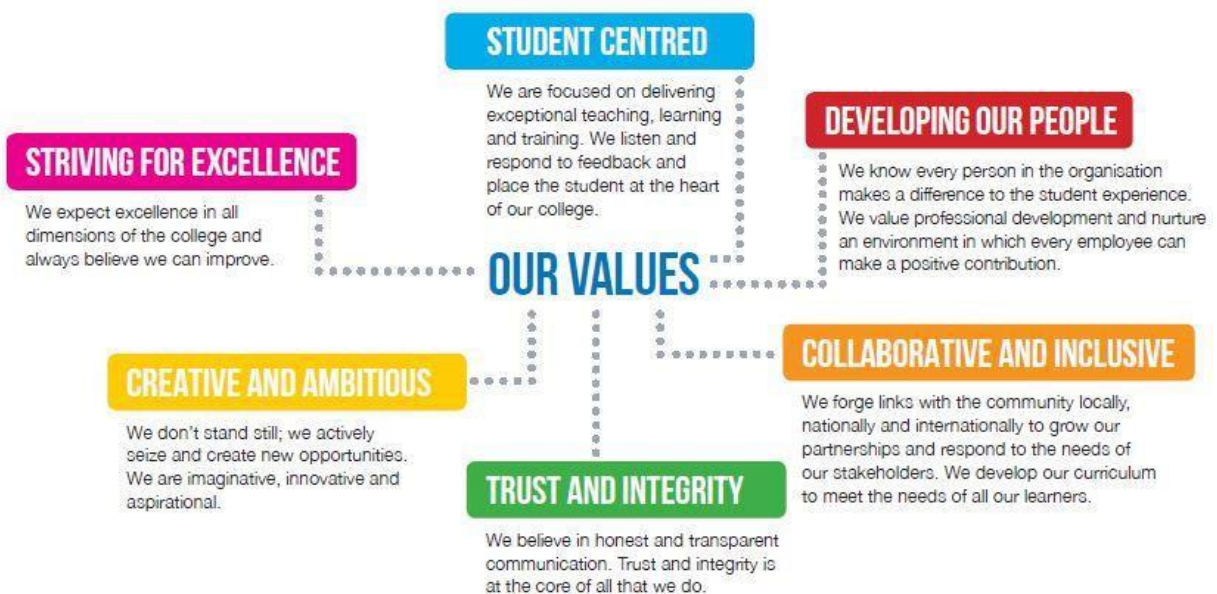 STUDENT CENTRED
We are focused on delivering
exceptional teaching, learning
and training. We listen and
respond to feedback and
place the student at the heart
of our college.
DEVELOPING OUR PEOPLE
We know every person in the organisation
makes a difference to the student experience.
We value professional development and nurture
an environment in which every employee can
make a positive contribution.
STRIVING FOR EXCELLENCE
We expect excellence in all
dimensions of the college and
always believe we can improve.
OUR VALUES
CREATIVE AND AMBITIOUS
We don't stand still; we actively
seize and create new opportunities.
We are imaginative, innovative and
aspirational.
COLLABORATIVE AND INCLUSIVE
We forge links with the community locally,
nationally and internationally to grow our
partnerships and respond to the needs of
our stakeholders. We develop our curriculum
to meet the needs of all our learners.
TRUST AND INTEGRITY
We believe in honest and transparent
communication. Trust and integrity is
at the core of all that we do.